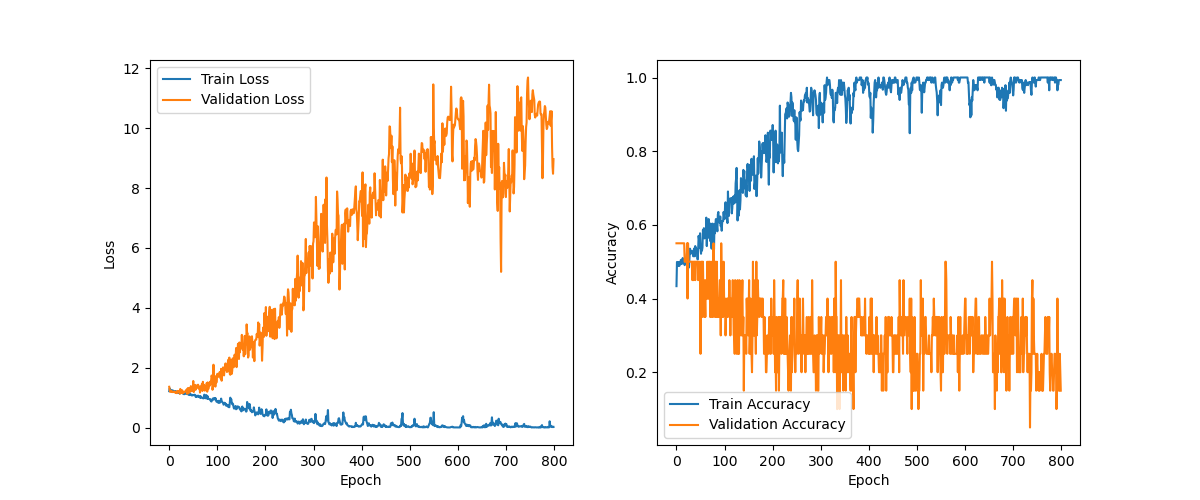 12
10
8
6
4
2
0
Loss
Train Loss
Validation Loss
0 100 200 300 400 500 600 700 800
Epoch
1.0
0.8
0.6
0.4
0.2
Accuracy
Train Accuracy
Validation Accuracy
0 100 200 300 400 500 600 700 800
Epoch